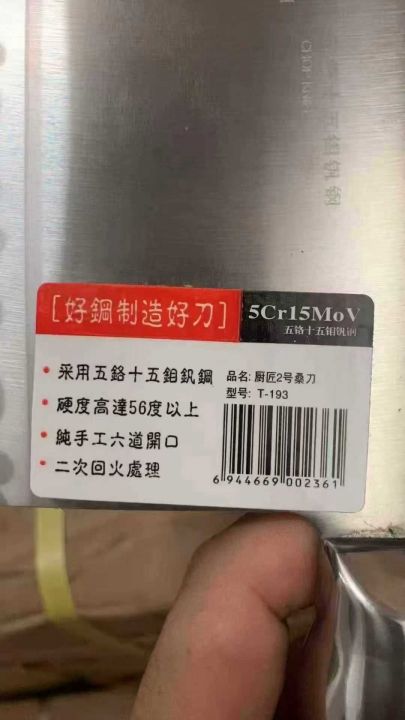 [好鋼制造好刀]
5Cr15MoV
五铬十五钼钒钢
• 采用五鉻十五鉬釩鋼
• 硬度高達56度以上
• 純手工六道開口
• 二次回火處理
品名: 厨匠2号桑刀
型号: T-193
6 944669 002361